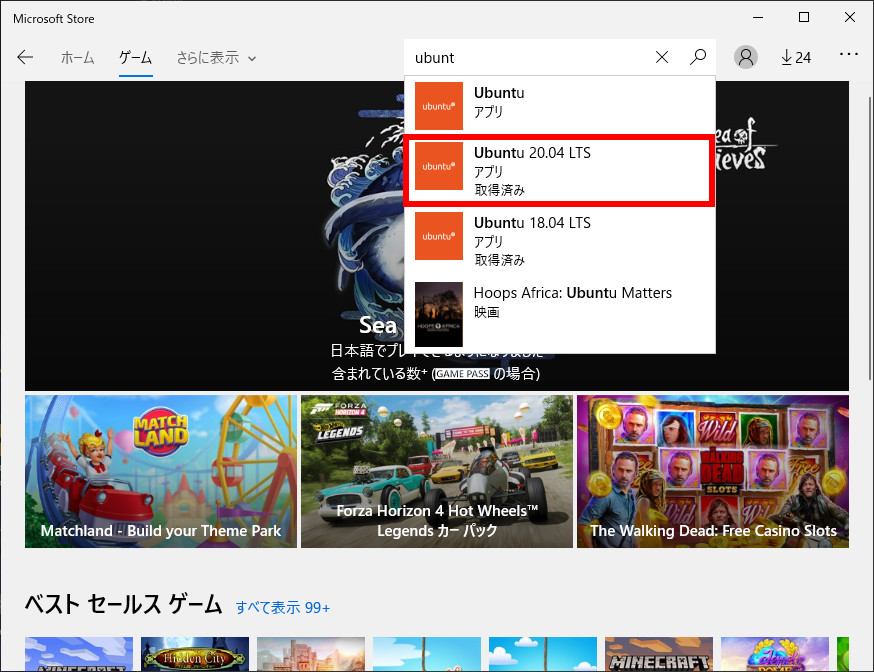 Microsoft Store
ホーム
ゲーム
さらに表示
ubunt
24
ubuntu
Ubuntu
アプリ
ubuntu
Ubuntu 20.04 LTS
アプリ
取得済み
ubuntu
Ubuntu 18.04 LTS
アプリ
取得済み
HOOPS AFRICA
Hoops Africa: Ubuntu Matters
映画
Sea
日本語でプレイ
含まれている数⁺ (GAME PASS の場合)
MATCH LAND
Matchland - Build your Theme Park
FORZA HORIZON 4
LEGENDS
Forza Horizon 4 Hot Wheels™
Legends カー パック
Wild
THE WALKING DEAD
SLOTS
Free
The Walking Dead: Free Casino Slots
ベスト セールス ゲーム
すべて表示 99+
Hidden City
MINECRAFT